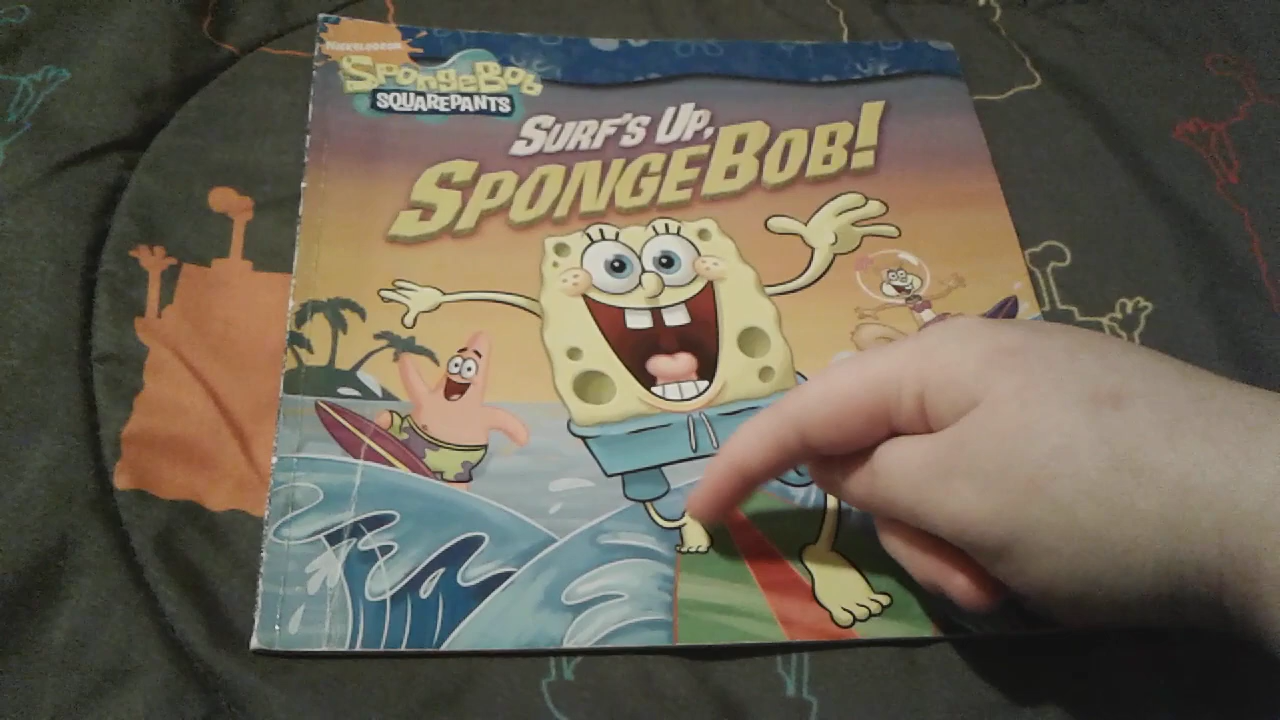 NICKELODEON
SPONGEBOB
SQUAREPANTS
SURF'S UP,
SPONGEBOB!